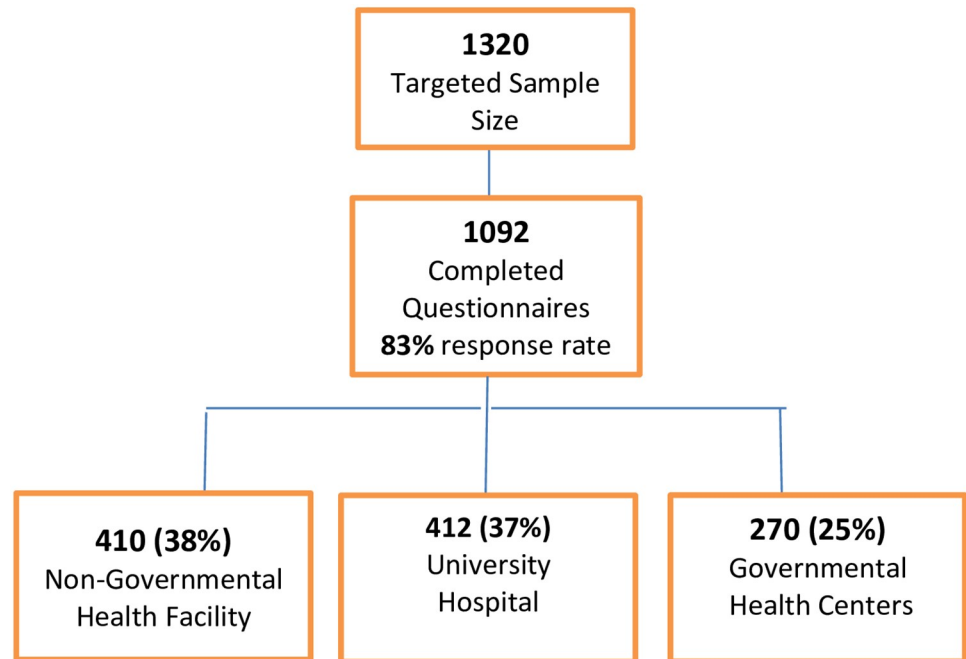 1320
Targeted Sample
Size
1092
Completed
Questionnaires
83% response rate
410 (38%)
Non-Governmental
Health Facility
412 (37%)
University
Hospital
270 (25%)
Governmental
Health Centers